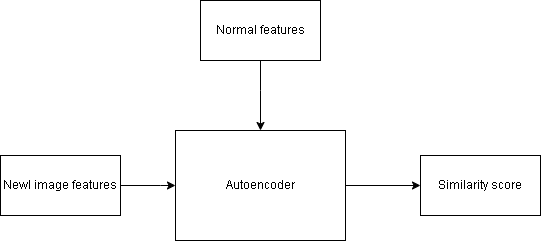 Normal features
Newl image features
Autoencoder
Similarity score